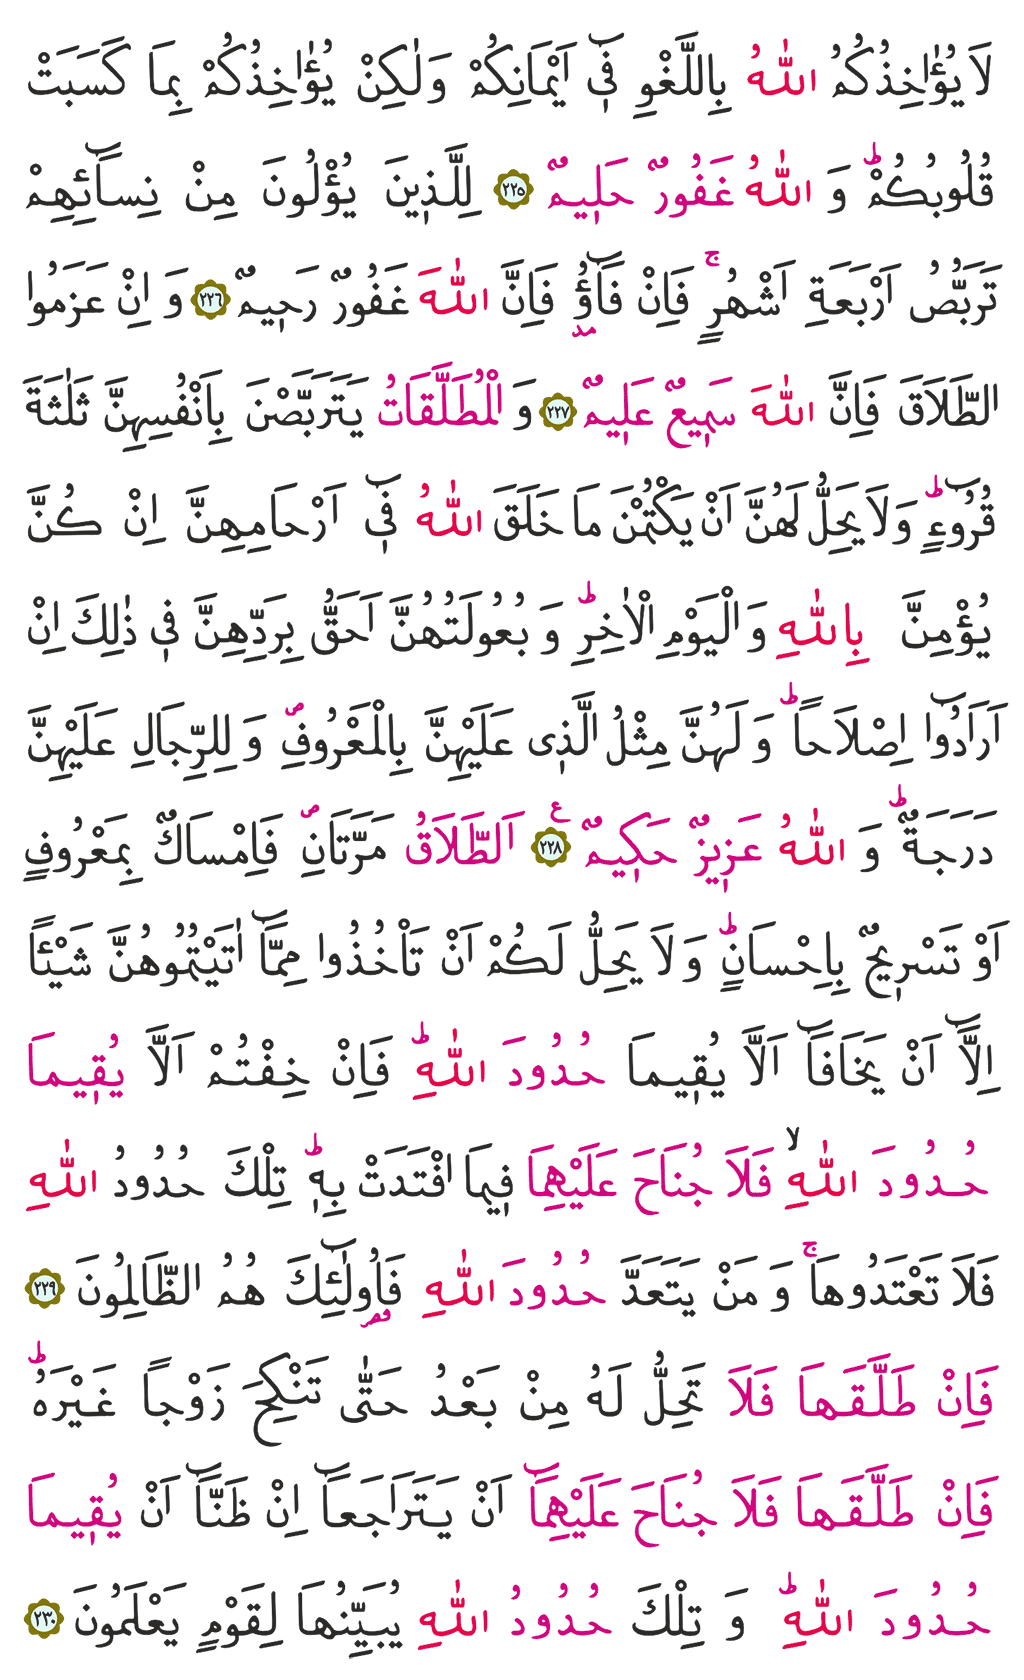 لَا يُؤٰاخِذُكُمُ اللّٰهُ بِاللَّغْوِ فٖٓي اَيْمَانِكُمْ وَلٰكِنْ يُؤٰاخِذُكُمْ بِمَا كَسَبَتْ
قُلُوبُكُمْؕ وَ اللّٰهُ غَفُورٌ حَلٖيمٌ ﴿٢٢٥﴾ لِلَّذٖينَ يُؤْلُونَ مِنْ نِسَٓائِهِمْ
تَرَبُّصُ اَرْبَعَةِ اَشْهُرٍۚ فَاِنْ فَٓاؤُ۫ فَاِنَّ اللّٰهَ غَفُورٌ رَحٖيمٌ ﴿٢٢٦﴾ وَ اِنْ عَزَمُوا
الطَّلَاقَ فَاِنَّ اللّٰهَ سَمٖيعٌ عَلٖيمٌ ﴿٢٢٧﴾ وَ الْمُطَلَّقَاتُ يَتَرَبَّصْنَ بِاَنْفُسِهِنَّ ثَلٰثَةَ
قُرُٓوءٍؕ وَلَا يَحِلُّ لَهُنَّ اَنْ يَكْتُمْنَ مَا خَلَقَ اللّٰهُ فٖٓي اَرْحَامِهِنَّ اِنْ كُنَّ
يُؤْمِنَّ بِاللّٰهِ وَ الْيَوْمِ الْاٰخِرِؕ وَ بُعُولَتُهُنَّ اَحَقُّ بِرَدِّهِنَّ فٖي ذٰلِكَ اِنْ
اَرَادُٓوا اِصْلَاحاًؕ وَ لَهُنَّ مِثْلُ الَّذٖى عَلَيْهِنَّ بِالْمَعْرُوفِࣕ وَ لِلرِّجَالِ عَلَيْهِنَّ
دَرَجَةٌؕ وَ اللّٰهُ عَزٖيزٌ حَكٖيمٌ ࣖ ﴿٢٢٨﴾ اَلطَّلَاقُ مَرَّتَانِࣕ فَاِمْسَاكٌ بِمَعْرُوفٍ
اَوْ تَسْرٖيحٌ بِاِحْسَانٍؕ وَ لَا يَحِلُّ لَكُمْ اَنْ تَأْخُذُوا مِمَّٓا اٰتَيْتُمُوهُنَّ شَيْـًٔا
اِلَّٓا اَنْ يَخَافَٓا اَلَّا يُقٖيمَا حُدُودَ اللّٰهِؕ فَاِنْ خِفْتُمْ اَلَّا يُقٖيمَا
حُدُودَ اللّٰهِۙ فَلَا جُنَاحَ عَلَيْهِمَا فٖيمَا افْتَدَتْ بِهٖؕ تِلْكَ حُدُودُ اللّٰهِ
فَلَا تَعْتَدُوهَاۚ وَ مَنْ يَتَعَدَّ حُدُودَ اللّٰهِ فَاُو۬لٰٓئِكَ هُمُ الظَّالِمُونَ ﴿٢٢٩﴾
فَاِنْ طَلَّقَهَا فَلَا تَحِلُّ لَهُ مِنْ بَعْدُ حَتّٰى تَنْكِحَ زَوْجاً غَيْرَهُؕ
فَاِنْ طَلَّقَهَا فَلَا جُنَاحَ عَلَيْهِمَٓا اَنْ يَتَرَاجَعَٓا اِنْ ظَنَّٓا اَنْ يُقٖيمَا
حُدُودَ اللّٰهِؕ وَ تِلْكَ حُدُودُ اللّٰهِ يُبَيِّنُهَا لِقَوْمٍ يَعْلَمُونَ ﴿٢٣٠﴾